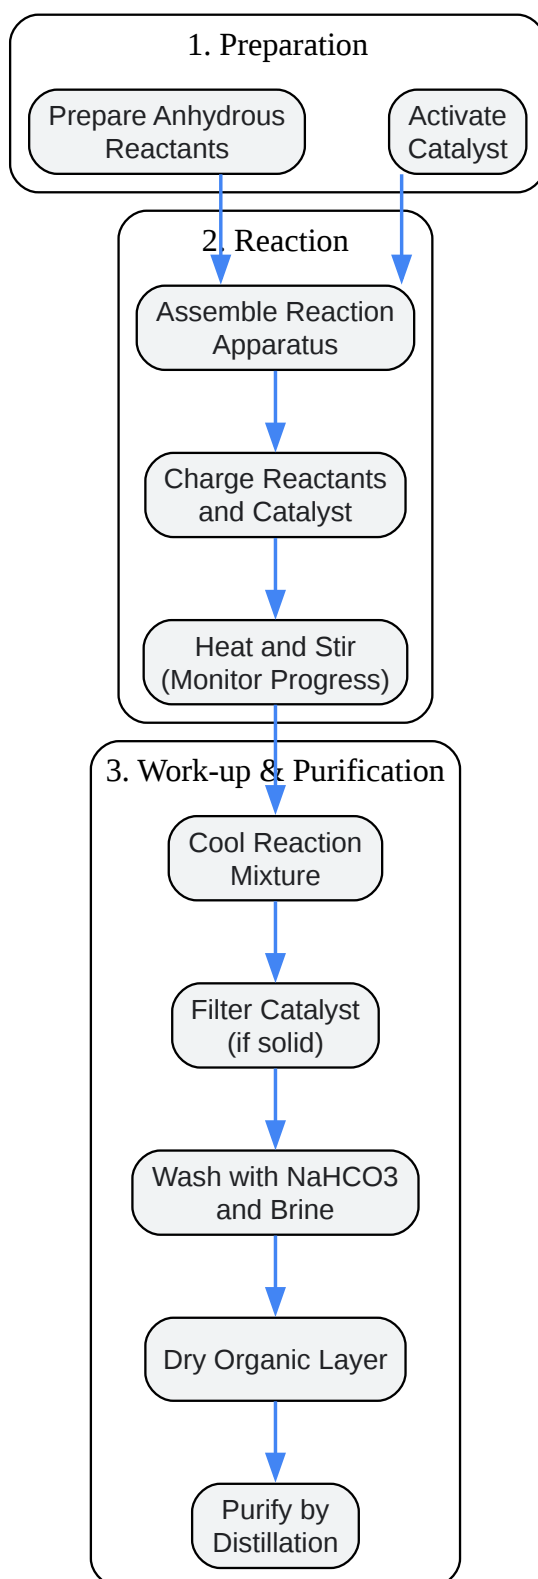 1. Preparation
Prepare Anhydrous
Reactants
Activate
Catalyst
2. Reaction
Assemble Reaction
Apparatus
Charge Reactants
and Catalyst
Heat and Stir
(Monitor Progress)
3. Work-up & Purification
Cool Reaction
Mixture
Filter Catalyst
(if solid)
Wash with NaHCO3
and Brine
Dry Organic Layer
Purify by
Distillation